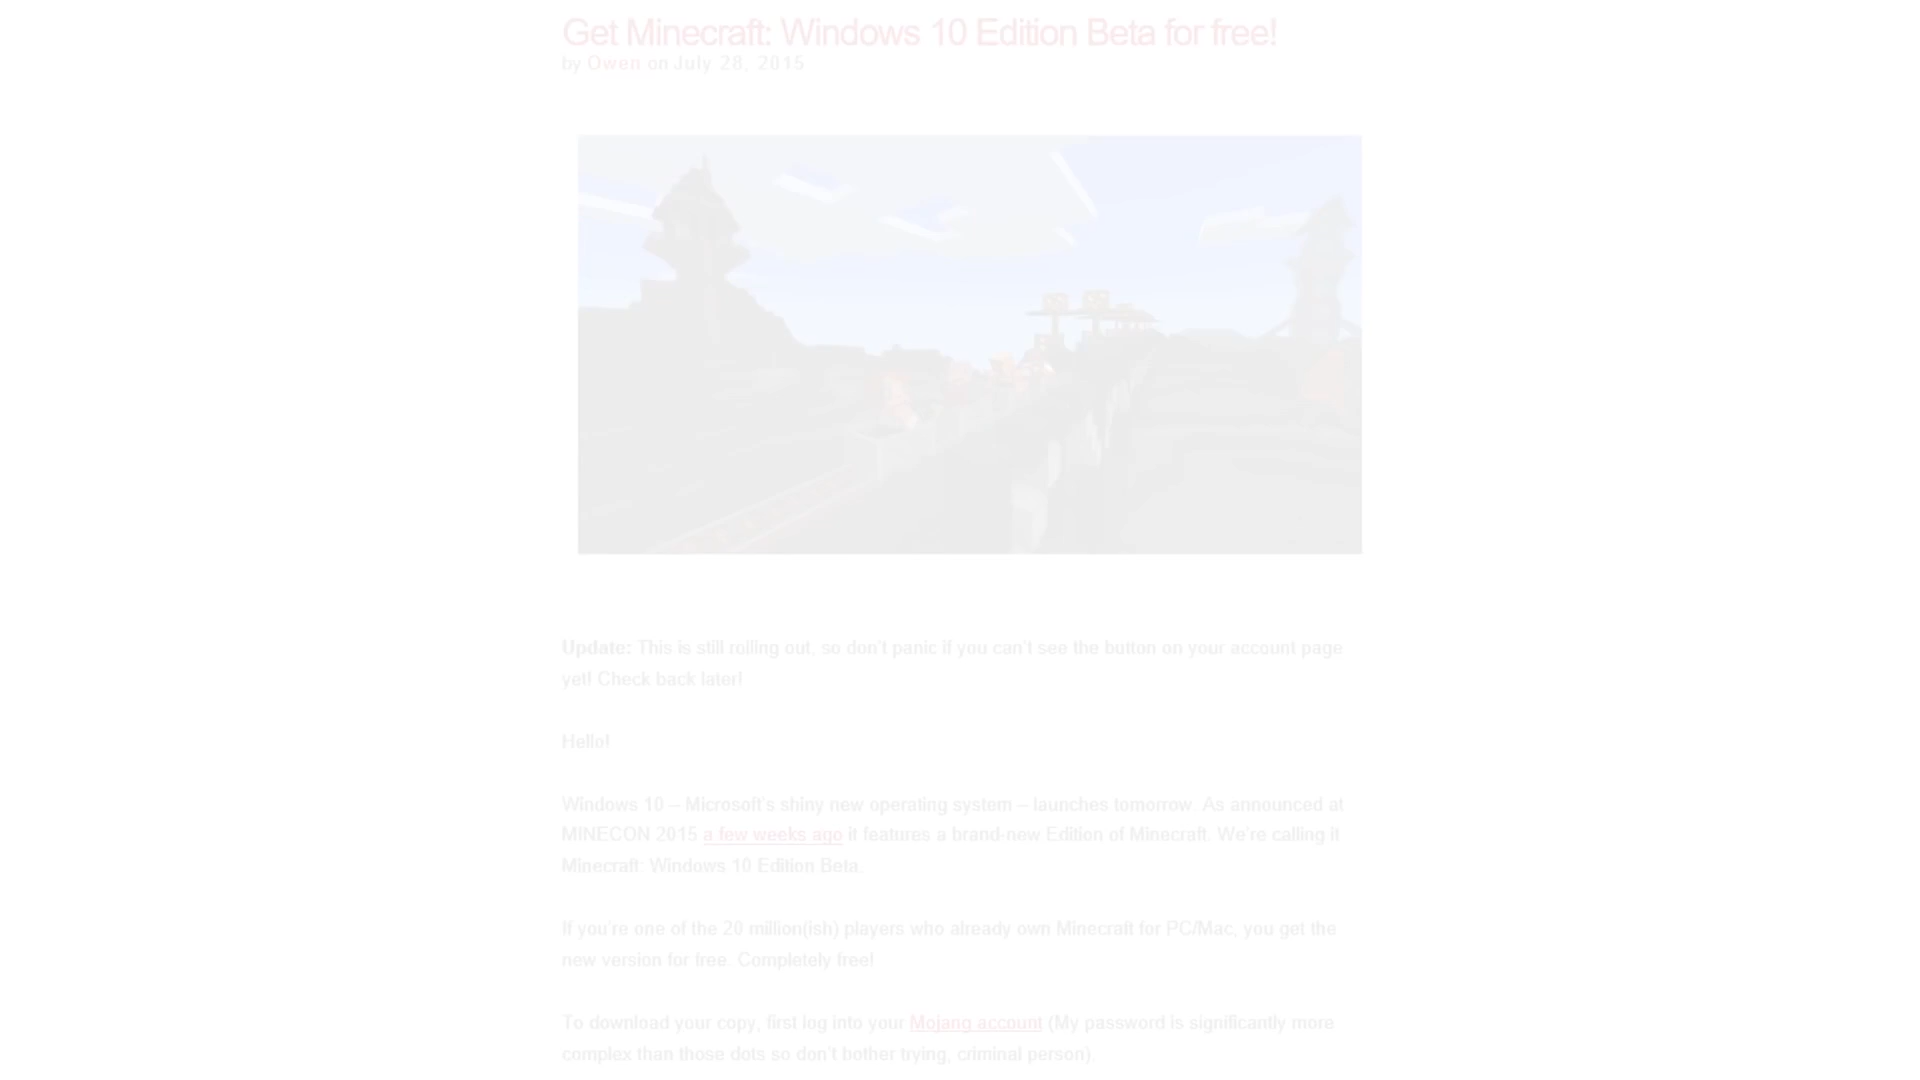 Get Minecraft: Windows 10 Edition Beta for free!
by Owen on July 28, 2015
Update: This is still rolling out, so don't panic if you can't see the button on your account page
yet! Check back later!
Hello!
Windows 10 – Microsoft's shiny new operating system – launches tomorrow. As announced at
MINECON 2015 a few weeks ago it features a brand-new Edition of Minecraft. We're calling it
Minecraft: Windows 10 Edition Beta.
If you're one of the 20 million(ish) players who already own Minecraft for PC/Mac, you get the
new version for free. Completely free!
To download your copy, first log into your Mojang account (My password is significantly more
complex than those dots so don't bother trying, criminal person).